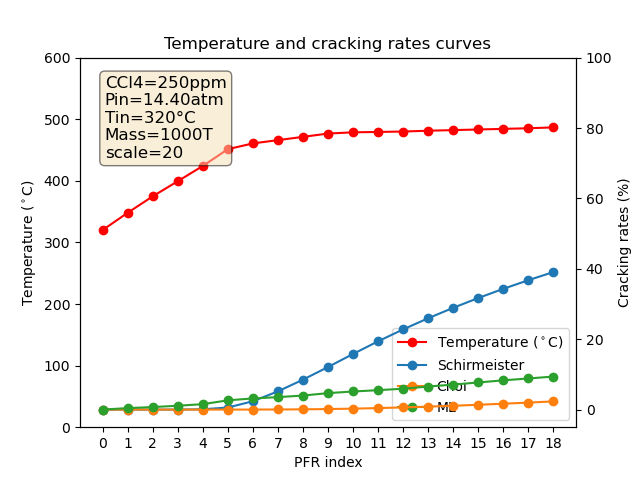 Temperature and cracking rates curves
CCl4=250ppm
Pin=14.40atm
Tin=320°C
Mass=1000T
scale=20
600
500
400
300
200
100
0
Temperature (°C)
100
80
60
40
20
0
Cracking rates (%)
Temperature (°C)
Schirmeister
Choi
ML
0 1 2 3 4 5 6 7 8 9 10 11 12 13 14 15 16 17 18
PFR index